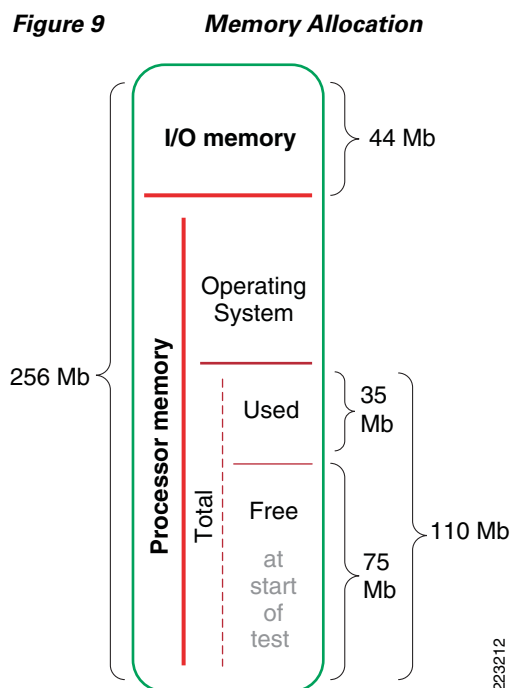 Figure 9 Memory Allocation
I/O memory
44 Mb
Operating
System
256 Mb
Processor memory
Total
Used
35
Mb
Free
at
start
of
test
75
Mb
110 Mb
223212